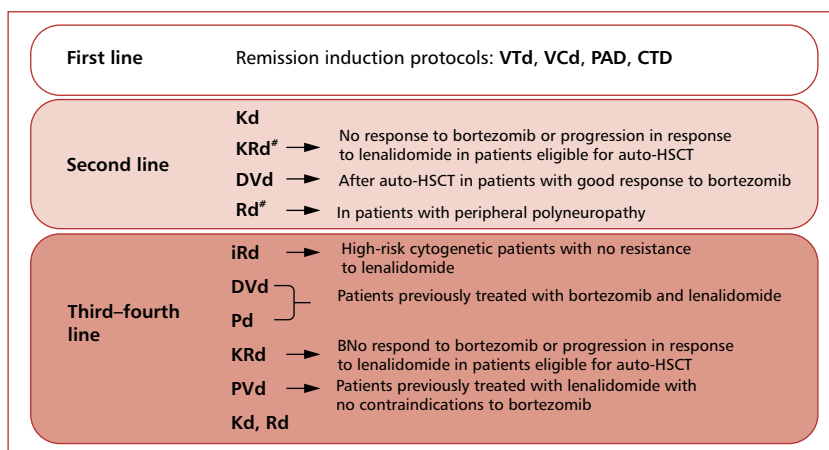 First line Remission induction protocols: VTd, VCd, PAD, CTD
Second line
Kd
KRd# No response to bortezomib or progression in response
to lenalidomide in patients eligible for auto-HSCT
DVd After auto-HSCT in patients with good response to bortezomib
Rd# In patients with peripheral polyneuropathy
Third–fourth
line
iRd High-risk cytogenetic patients with no resistance
to lenalidomide
DVd
Pd
Patients previously treated with bortezomib and lenalidomide
KRd BNo respond to bortezomib or progression in response
to lenalidomide in patients eligible for auto-HSCT
PVd Patients previously treated with lenalidomide with
no contraindications to bortezomib
Kd, Rd